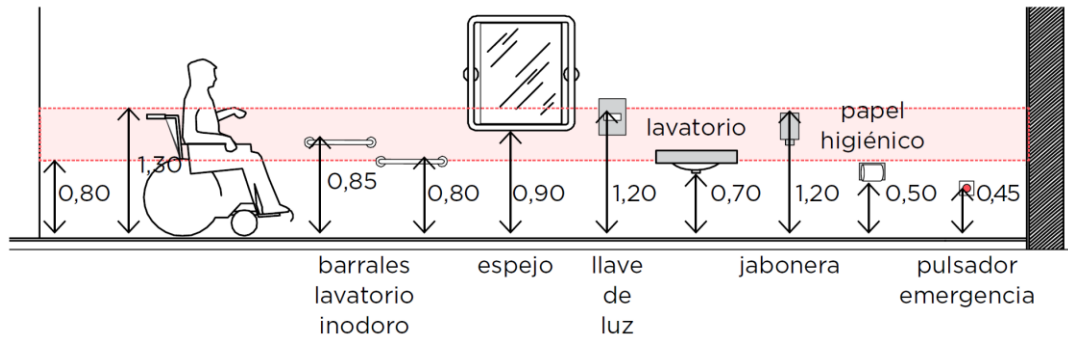 lavatorio
papel
higiénico
1,30
0,80
0,85
0,80
0,90
1,20
0,70
1,20
0,50
0,45
barrales
lavatorio
inodoro
espejo
llave
de
luz
jabonera
pulsador
emergencia